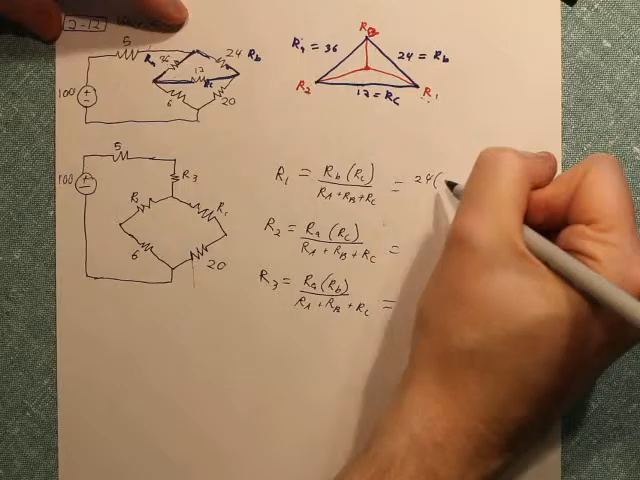 2-12
5
36
24 Rb
Ra
12
Rc
6
20
100
R3
Ra = 36
24 = Rb
R2
12 = Rc
R1
5
R3
100
R1
6
20
R1 = Rb (Rc) / RA + RB + RC = 24(
R2 = Ra (Rc) / RA + RB + RC =
R3 = Ra (Rb) / RA + RB + RC =